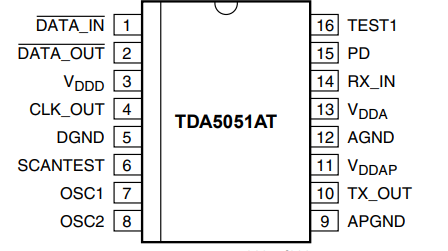 DATA_IN 1 16 TEST1
DATA_OUT 2 15 PD
VDDD 3 14 RX_IN
CLK_OUT 4 13 VDDA
TDA5051AT
DGND 5 12 AGND
SCANTEST 6 11 VDDAP
OSC1 7 10 TX_OUT
OSC2 8 9 APGND